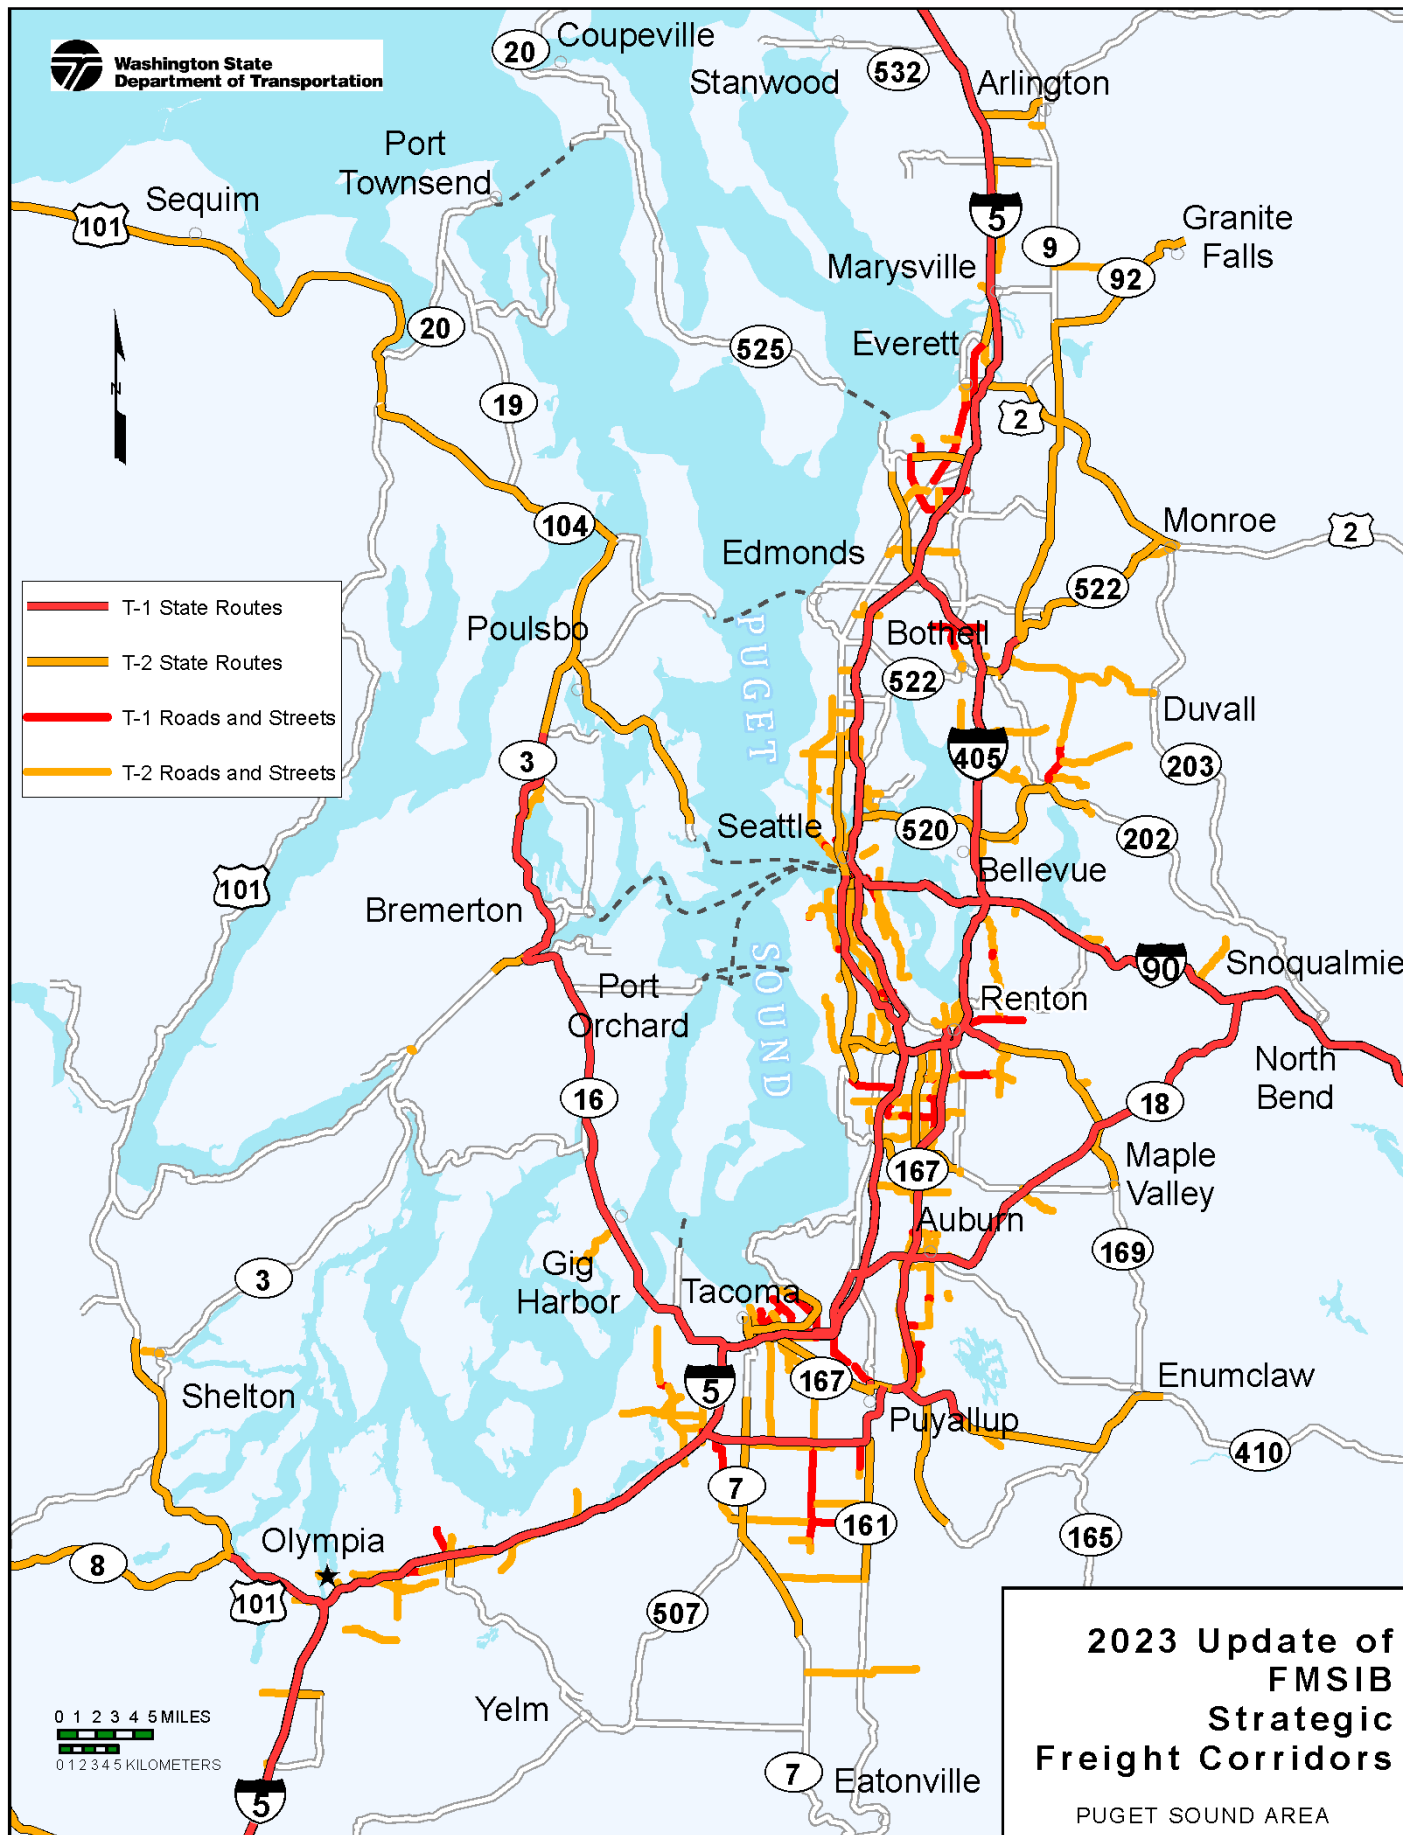 Washington State
Department of Transportation
20
Coupeville
Stanwood
532
Arlington
Port
Townsend
Sequim
101
5
9
Granite
Falls
92
Marysville
20
525
Everett
19
2
104
Monroe
2
Edmonds
522
T-1 State Routes
T-2 State Routes
T-1 Roads and Streets
T-2 Roads and Streets
Poulsbo
PUGET
Bothell
522
Duvall
3
405
203
Seattle
520
202
Bellevue
101
Bremerton
SOUND
90
Snoqualmie
Port
Orchard
Renton
North
Bend
16
18
167
Maple
Valley
Auburn
169
3
Gig
Harbor
Tacoma
5
167
Enumclaw
Shelton
Puyallup
410
7
161
165
Olympia
8
101
507
Yelm
N
0 1 2 3 4 5 MILES
0 1 2 3 4 5 KILOMETERS
5
7
Eatonville
2023 Update of
FMSIB
Strategic
Freight Corridors
PUGET SOUND AREA